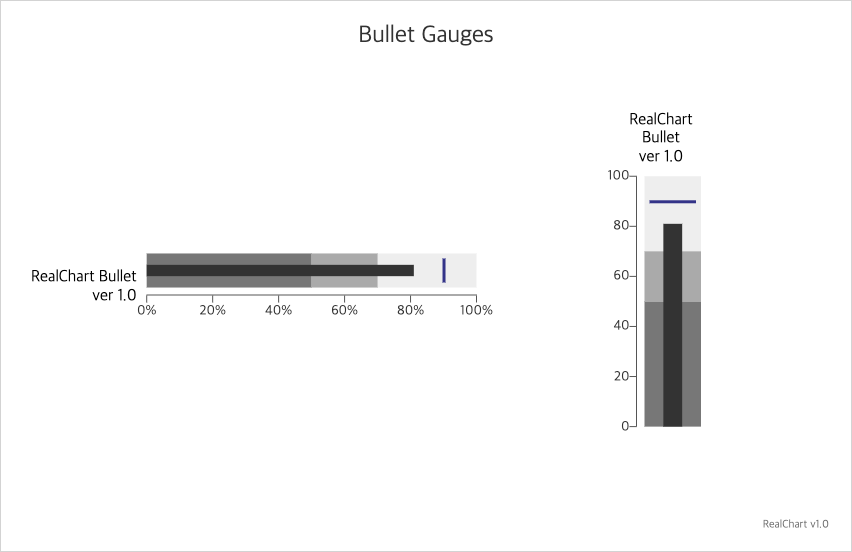 Bullet Gauges
RealChart Bullet
ver 1.0
0%
20%
40%
60%
80%
100%
RealChart
Bullet
ver 1.0
100
80
60
40
20
0
RealChart v1.0